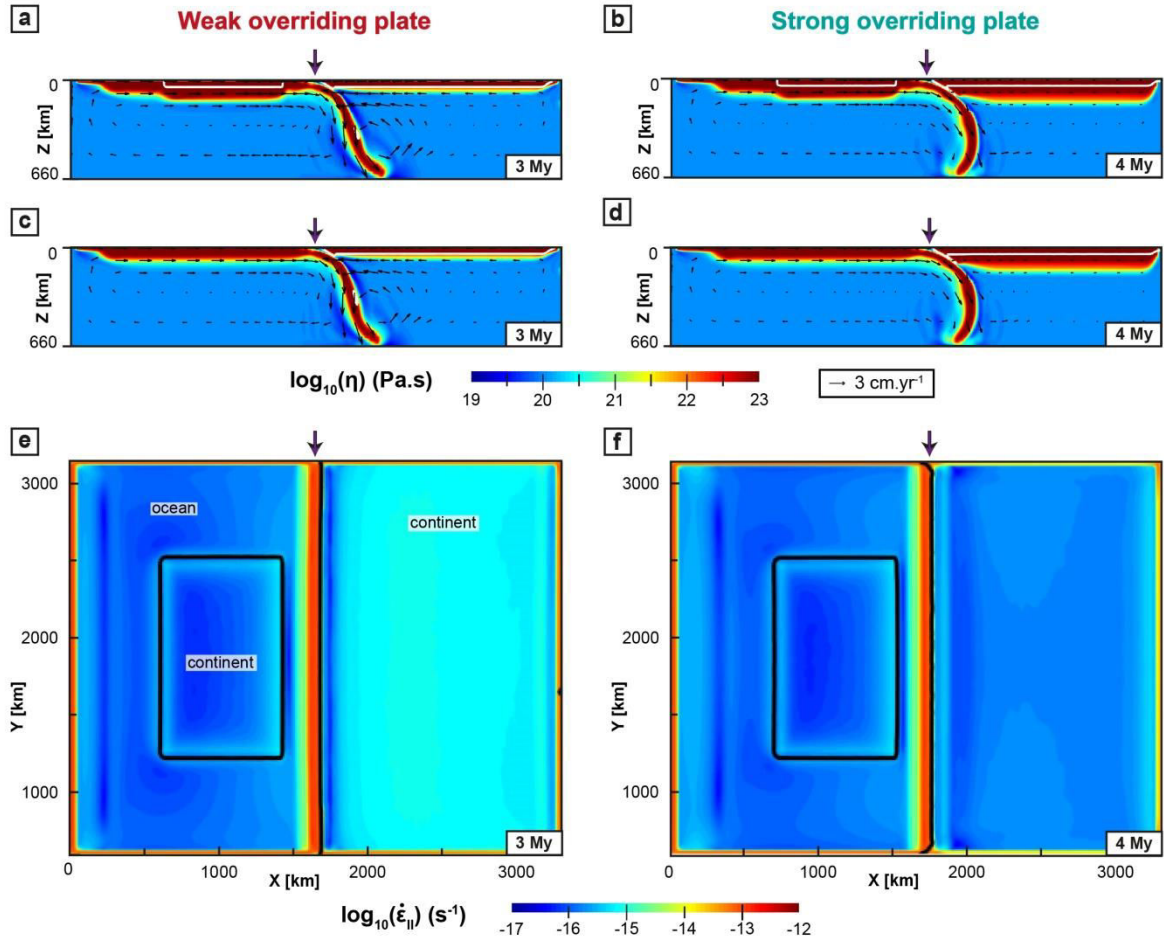 a
Weak overriding plate
b
Strong overriding plate
0
Z [km]
660
3 My
0
Z [km]
660
4 My
c
d
0
Z [km]
660
3 My
0
Z [km]
660
4 My
log10(η) (Pa.s)
19 20 21 22 23
→ 3 cm.yr-1
e
f
3000
2000
1000
Y [km]
ocean
continent
continent
3 My
0 1000 2000 3000
X [km]
3000
2000
1000
Y [km]
4 My
0 1000 2000 3000
X [km]
log10(ε̇II) (s-1)
-17 -16 -15 -14 -13 -12